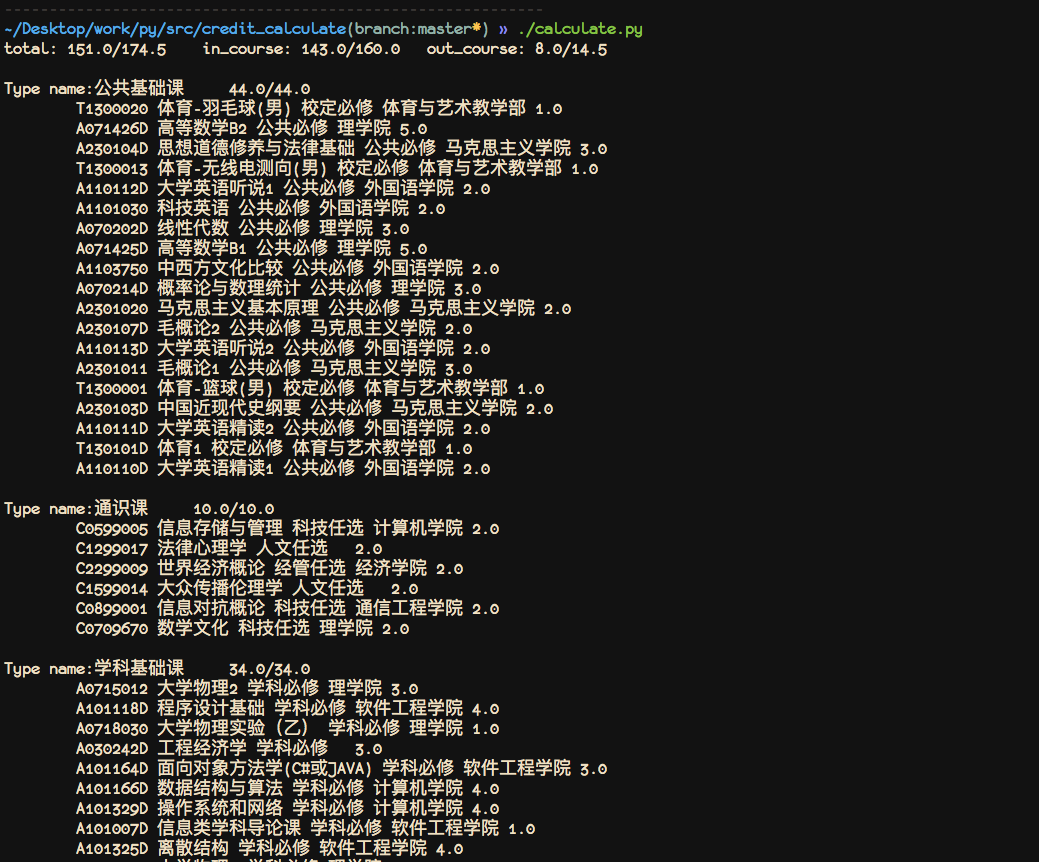 ------------------------------------------------------------
~/Desktop/work/py/src/credit_calculate(branch:master*) » ./calculate.py
total: 151.0/174.5    in_course: 143.0/160.0   out_course: 8.0/14.5
Type name:公共基础课     44.0/44.0
T1300020 体育-羽毛球(男) 校定必修 体育与艺术教学部 1.0
A071426D 高等数学B2 公共必修 理学院 5.0
A230104D 思想道德修养与法律基础 公共必修 马克思主义学院 3.0
T1300013 体育-无线电测向(男) 校定必修 体育与艺术教学部 1.0
A110112D 大学英语听说1 公共必修 外国语学院 2.0
A1101030 科技英语 公共必修 外国语学院 2.0
A070202D 线性代数 公共必修 理学院 3.0
A071425D 高等数学B1 公共必修 理学院 5.0
A1103750 中西方文化比较 公共必修 外国语学院 2.0
A070214D 概率论与数理统计 公共必修 理学院 3.0
A2301020 马克思主义基本原理 公共必修 马克思主义学院 2.0
A230107D 毛概论2 公共必修 马克思主义学院 2.0
A110113D 大学英语听说2 公共必修 外国语学院 2.0
A2301011 毛概论1 公共必修 马克思主义学院 3.0
T1300001 体育-篮球(男) 校定必修 体育与艺术教学部 1.0
A230103D 中国近现代史纲要 公共必修 马克思主义学院 2.0
A110111D 大学英语精读2 公共必修 外国语学院 2.0
T130101D 体育1 校定必修 体育与艺术教学部 1.0
A110110D 大学英语精读1 公共必修 外国语学院 2.0
Type name:通识课     10.0/10.0
C0599005 信息存储与管理 科技任选 计算机学院 2.0
C1299017 法律心理学 人文任选   2.0
C2299009 世界经济概论 经管任选 经济学院 2.0
C1599014 大众传播伦理学 人文任选   2.0
C0899001 信息对抗概论 科技任选 通信工程学院 2.0
C0709670 数学文化 科技任选 理学院 2.0
Type name:学科基础课     34.0/34.0
A0715012 大学物理2 学科必修 理学院 3.0
A101118D 程序设计基础 学科必修 软件工程学院 4.0
A0718030 大学物理实验（乙） 学科必修 理学院 1.0
A030242D 工程经济学 学科必修   3.0
A101164D 面向对象方法学(C#或JAVA) 学科必修 软件工程学院 3.0
A101166D 数据结构与算法 学科必修 计算机学院 4.0
A101329D 操作系统和网络 学科必修 计算机学院 4.0
A101007D 信息类学科导论课 学科必修 软件工程学院 1.0
A101325D 离散结构 学科必修 软件工程学院 4.0